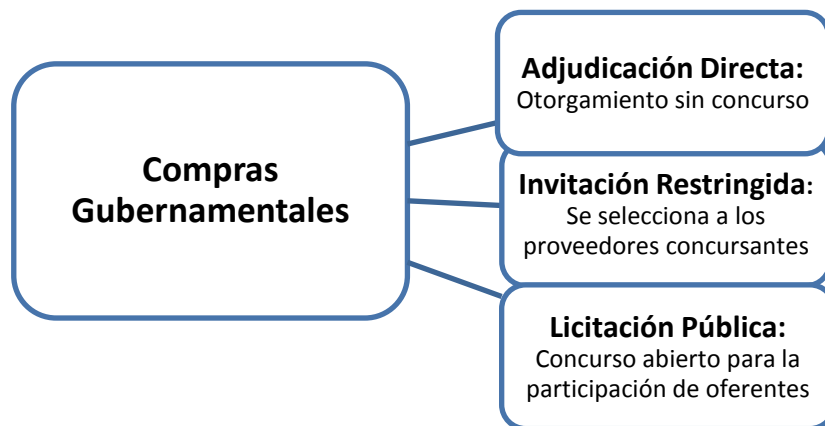 Compras
Gubernamentales
Adjudicación Directa:
Otorgamiento sin concurso
Invitación Restringida:
Se selecciona a los
proveedores concursantes
Licitación Pública:
Concurso abierto para la
participación de oferentes